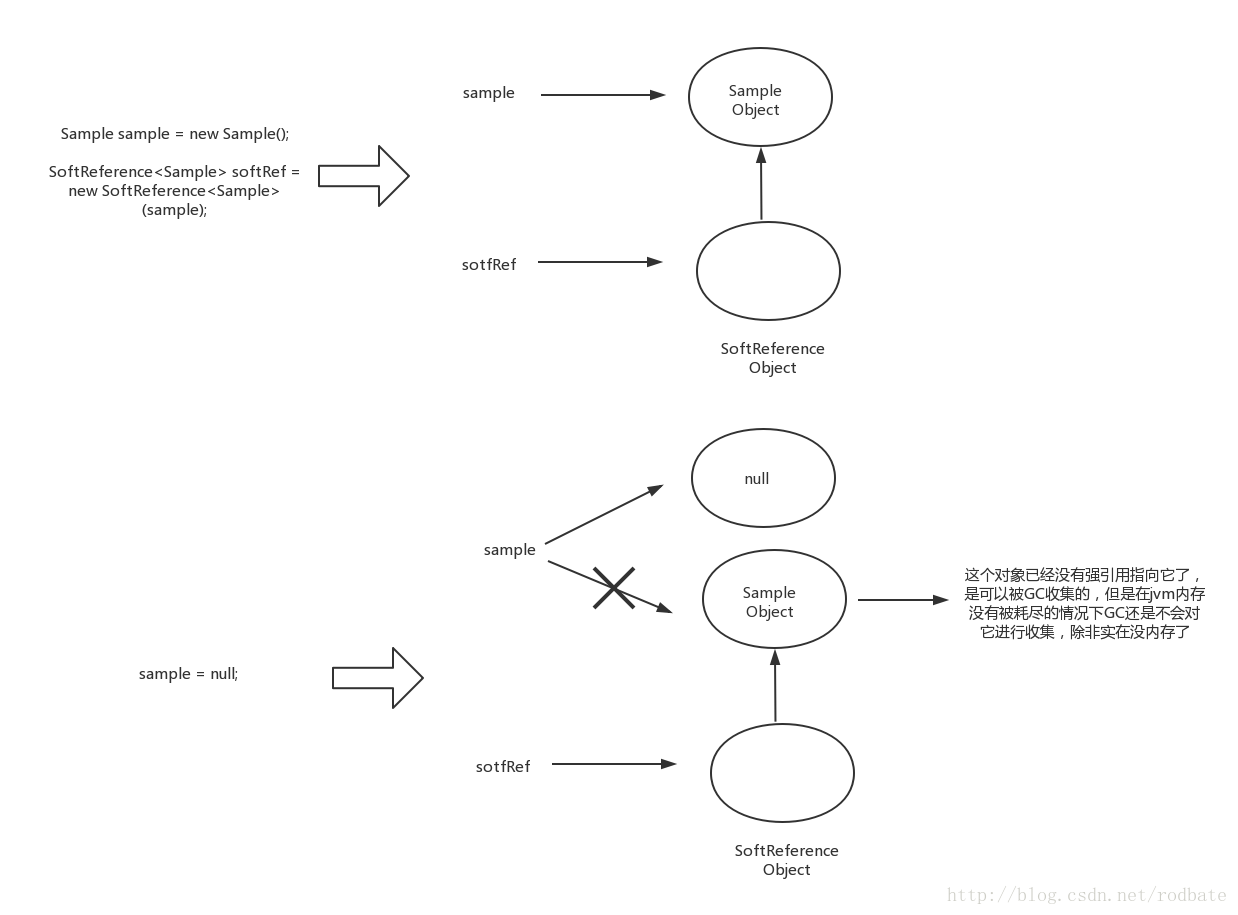 Sample sample = new Sample();
SoftReference<Sample> softRef =
new SoftReference<Sample>
(sample);
sample
Sample
Object
sotfRef
SoftReference
Object
sample = null;
null
sample
Sample
Object
这个对象已经没有强引用指向它了，
是可以被GC收集的，但是在jvm内存
没有被耗尽的情况下GC还是不会对
它进行收集，除非实在没内存了
sotfRef
SoftReference
Object
http://blog.csdn.net/rodbate